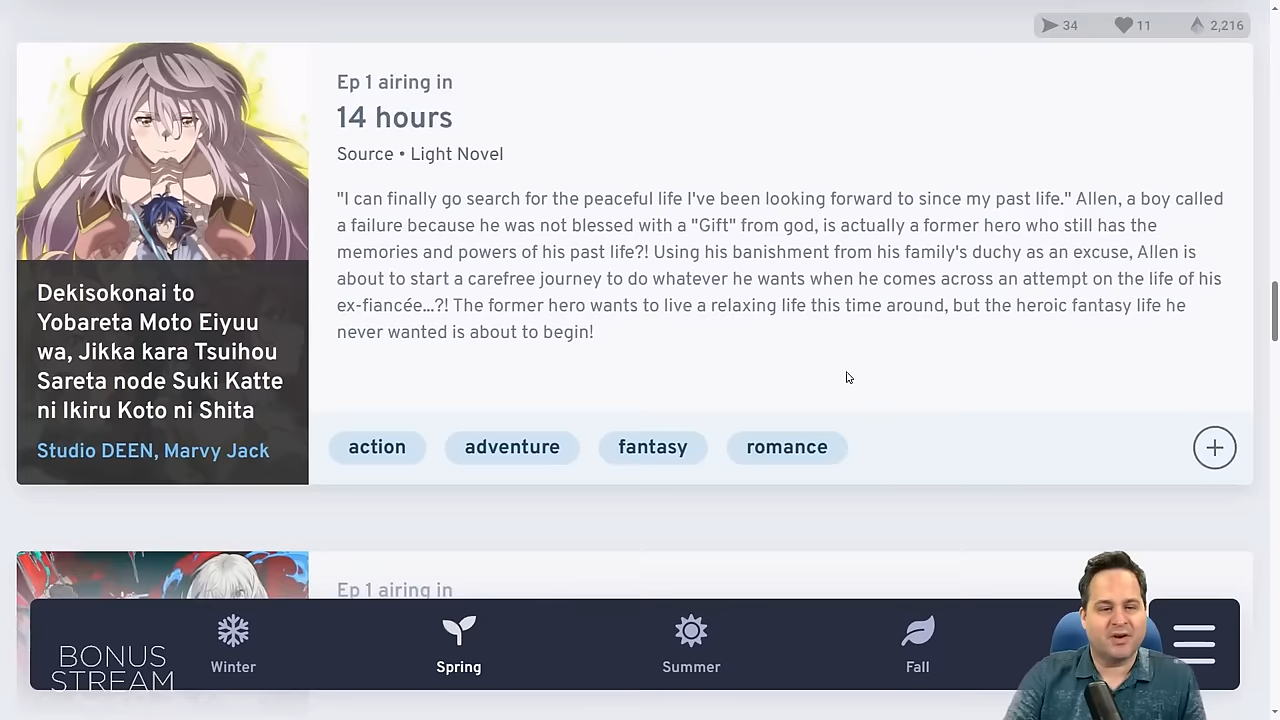 34 11 2,216
Ep 1 airing in
14 hours
Source • Light Novel
"I can finally go search for the peaceful life I've been looking forward to since my past life." Allen, a boy called
a failure because he was not blessed with a "Gift" from god, is actually a former hero who still has the
memories and powers of his past life?! Using his banishment from his family's duchy as an excuse, Allen is
about to start a carefree journey to do whatever he wants when he comes across an attempt on the life of his
ex-fiancée...?! The former hero wants to live a relaxing life this time around, but the heroic fantasy life he
never wanted is about to begin!
Dekisokonai to
Yobareta Moto Eiyuu
wa, Jikka kara Tsuihou
Sareta node Suki Katte
ni Ikiru Koto ni Shita
Studio DEEN, Marvy Jack
action adventure fantasy romance
Ep 1 airing in
BONUS
STREAM
Winter Spring Summer Fall